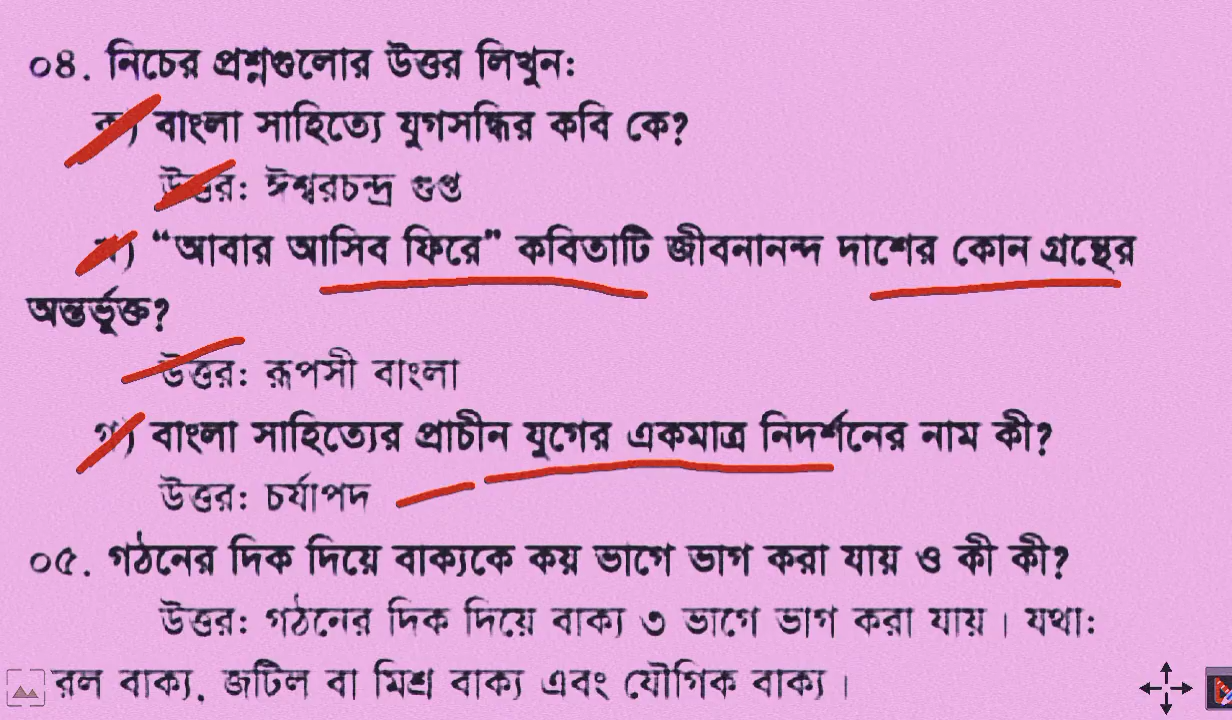 ০৪. নিচের প্রশ্নগুলোর উত্তর লিখুন:
ক) বাংলা সাহিত্যে যুগসন্ধির কবি কে?
উত্তর: ঈশ্বরচন্দ্র গুপ্ত
"আবার আসিব ফিরে" কবিতাটি জীবনানন্দ দাশের কোন গ্রন্থের
অন্তর্ভুক্ত?
উত্তর: রূপসী বাংলা
গ) বাংলা সাহিত্যের প্রাচীন যুগের একমাত্র নিদর্শনের নাম কী?
উত্তর: চর্যাপদ
০৫. গঠনের দিক দিয়ে বাক্যকে কয় ভাগে ভাগ করা যায় ও কী কী?
উত্তর: গঠনের দিক দিয়ে বাক্য ৩ ভাগে ভাগ করা যায়। যথা:
রল বাক্য, জটিল বা মিশ্র বাক্য এবং যৌগিক বাক্য।